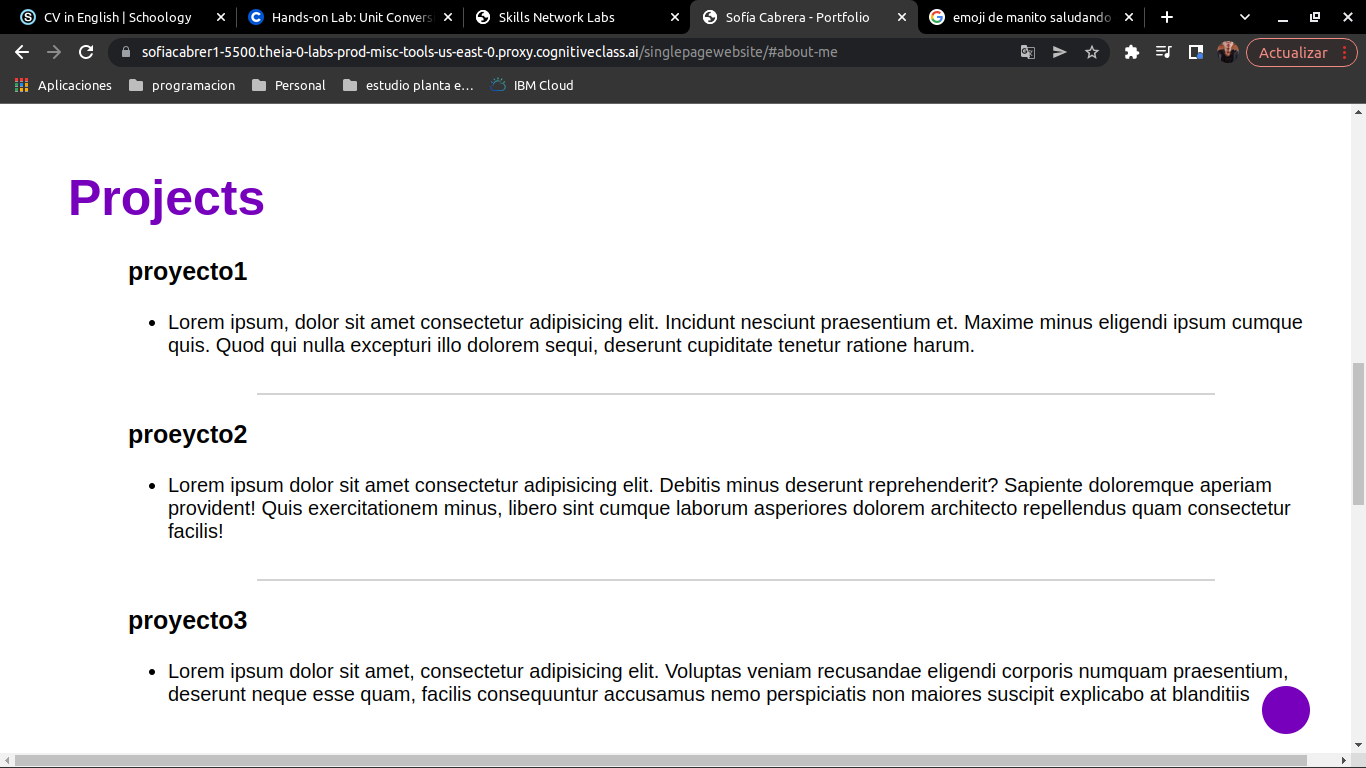 CV in English | Schoology
Hands-on Lab: Unit Convers
Skills Network Labs
Sofía Cabrera - Portfolio
emoji de manito saludando
sofiacabrer1-5500.theia-0-labs-prod-misc-tools-us-east-0.proxy.cognitiveclass.ai/singlepagewebsite/#about-me
Actualizar
Aplicaciones
programacion
Personal
estudio planta e…
IBM Cloud
Projects
proyecto1
Lorem ipsum, dolor sit amet consectetur adipisicing elit. Incidunt nesciunt praesentium et. Maxime minus eligendi ipsum cumque
quis. Quod qui nulla excepturi illo dolorem sequi, deserunt cupiditate tenetur ratione harum.
proeycto2
Lorem ipsum dolor sit amet consectetur adipisicing elit. Debitis minus deserunt reprehenderit? Sapiente doloremque aperiam
provident! Quis exercitationem minus, libero sint cumque laborum asperiores dolorem architecto repellendus quam consectetur
facilis!
proyecto3
Lorem ipsum dolor sit amet, consectetur adipisicing elit. Voluptas veniam recusandae eligendi corporis numquam praesentium,
deserunt neque esse quam, facilis consequuntur accusamus nemo perspiciatis non maiores suscipit explicabo at blanditiis